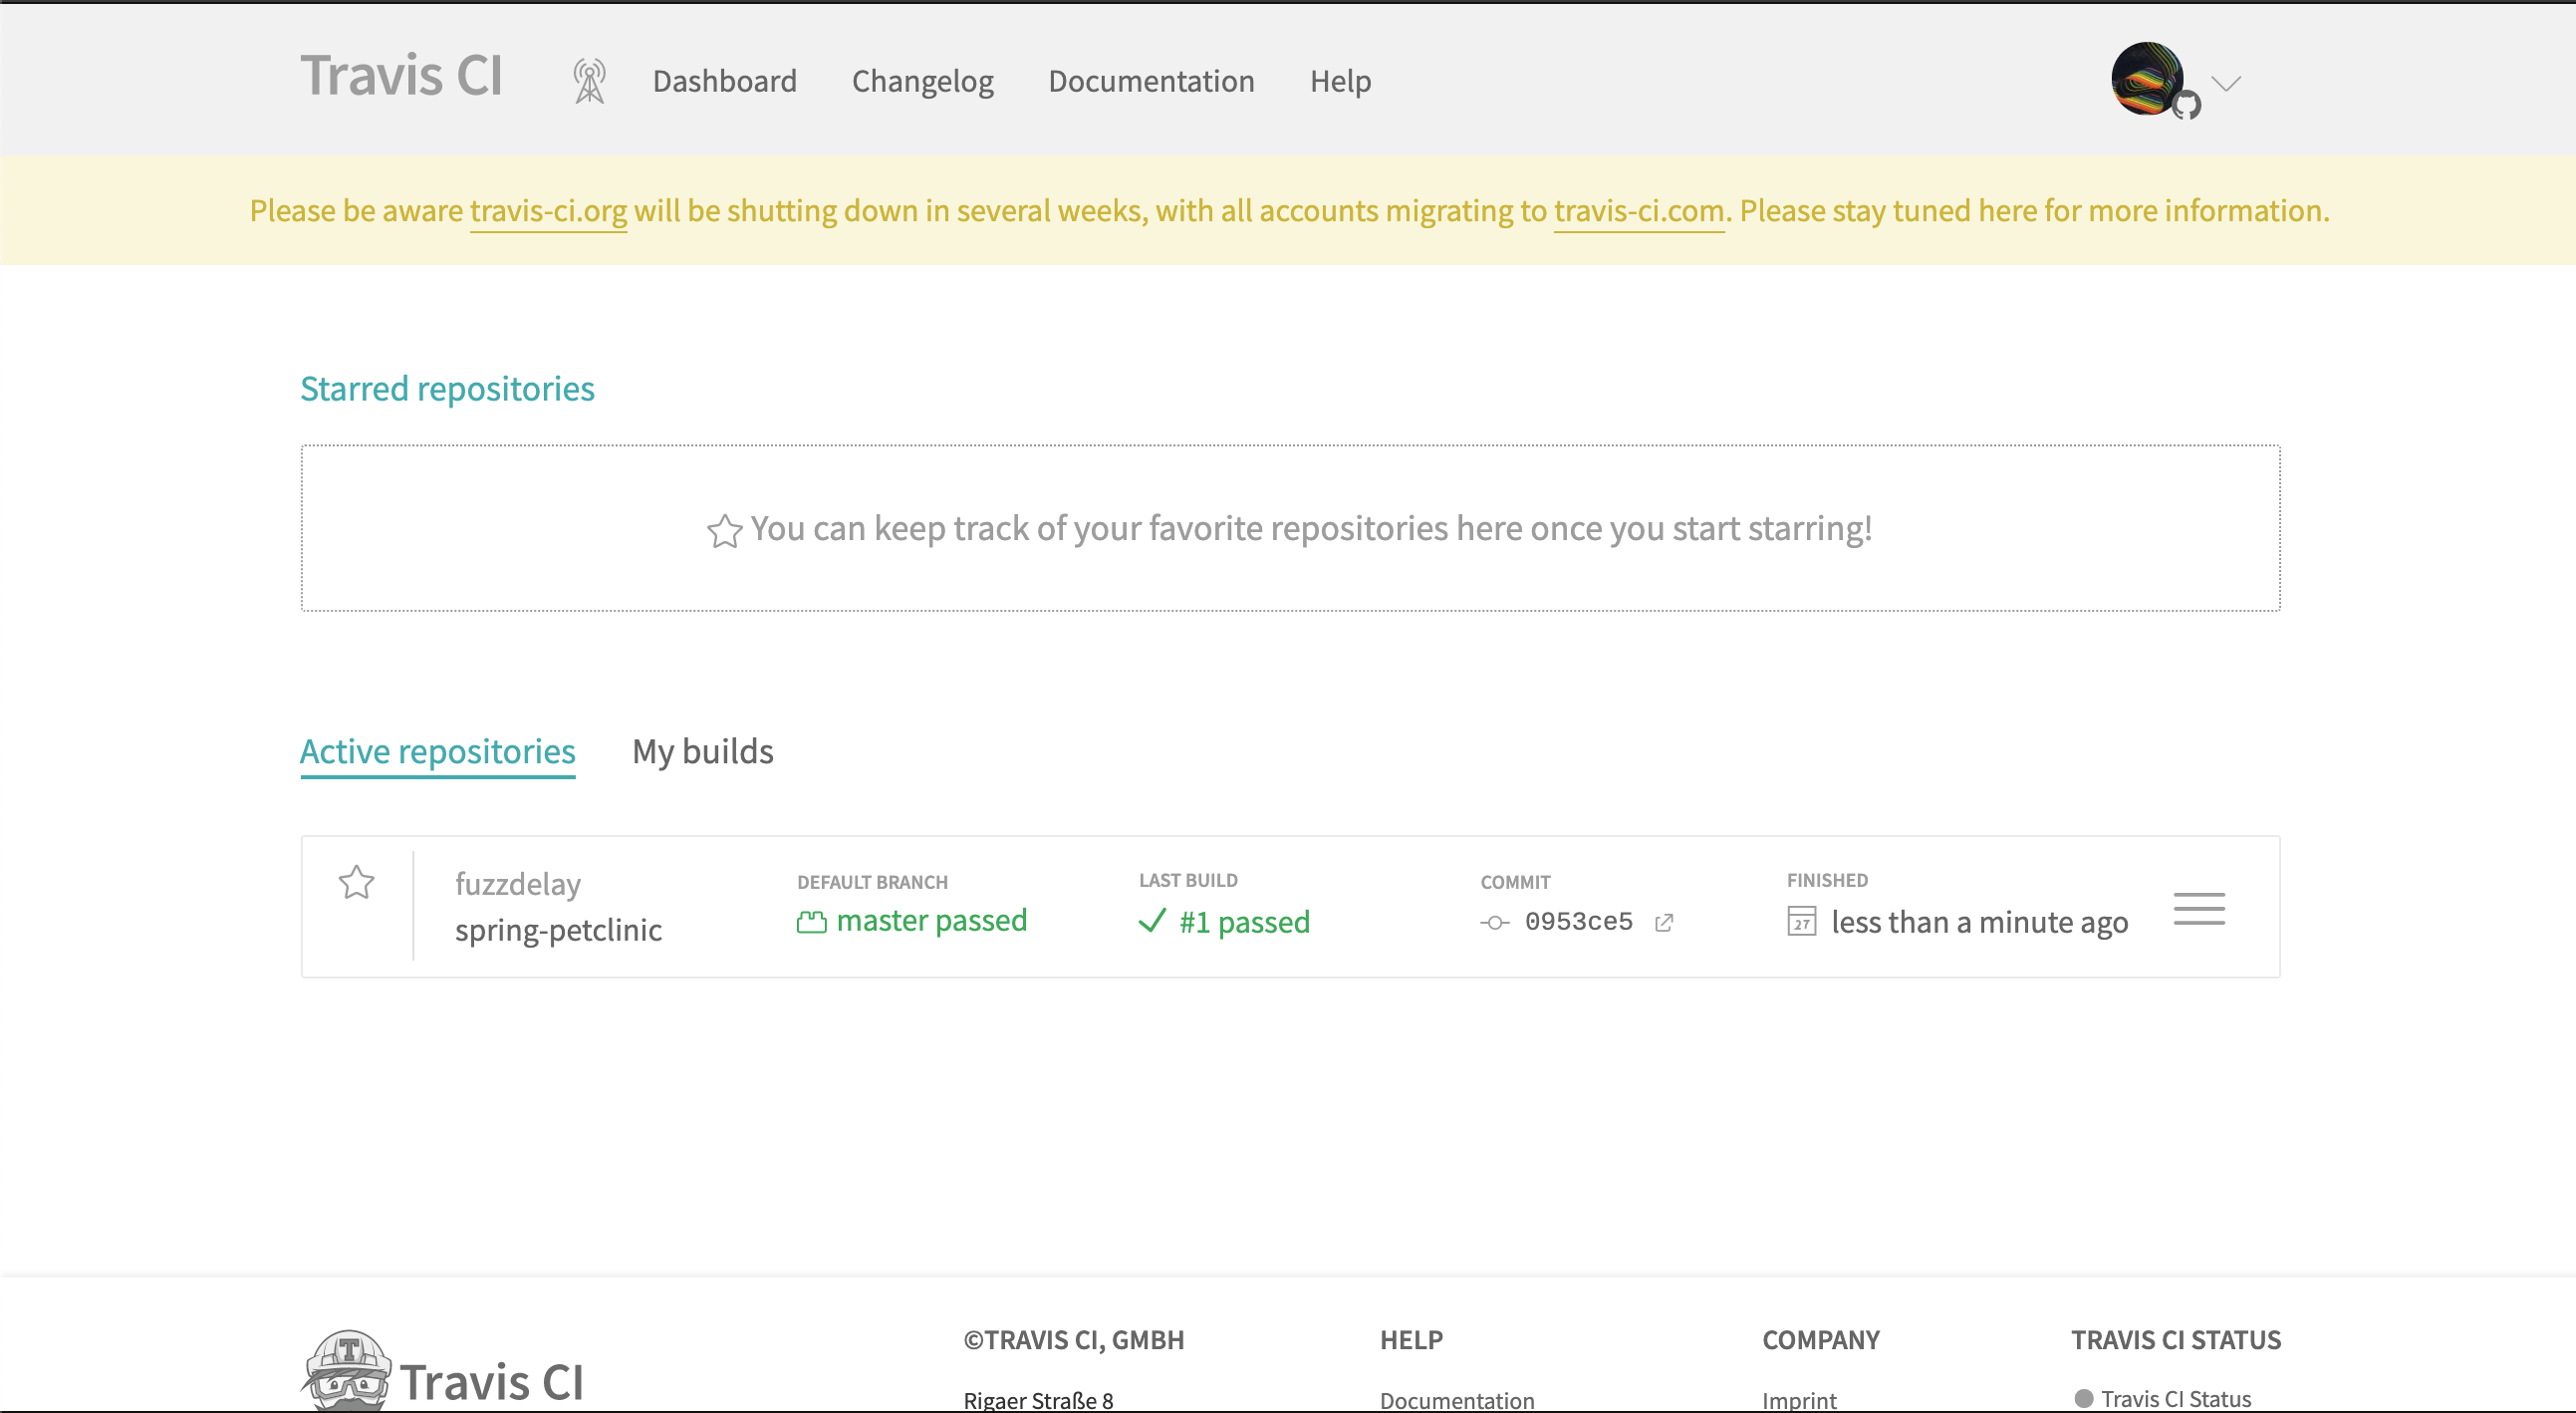 Travis CI Dashboard Changelog Documentation Help
Please be aware travis-ci.org will be shutting down in several weeks, with all accounts migrating to travis-ci.com. Please stay tuned here for more information.
Starred repositories
You can keep track of your favorite repositories here once you start starring!
Active repositories My builds
fuzzdelay
spring-petclinic
DEFAULT BRANCH
master passed
LAST BUILD
#1 passed
COMMIT
0953ce5
FINISHED
27 less than a minute ago
T
Travis CI
©TRAVIS CI, GMBH
Rigaer Straße 8
HELP
Documentation
COMPANY
Imprint
TRAVIS CI STATUS
Travis CI Status